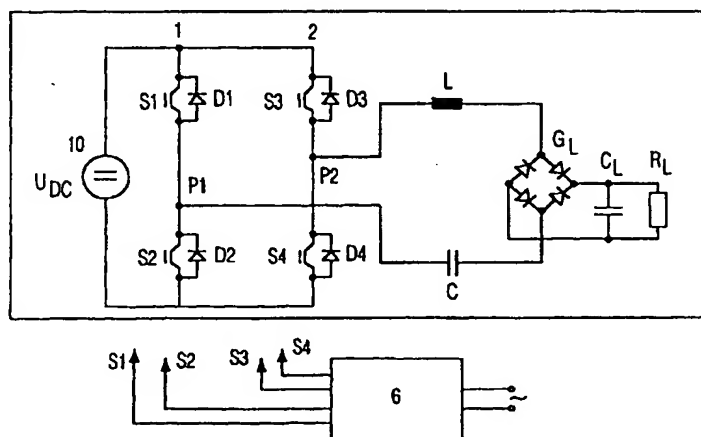 1 2
S1 D1 S3 D3 L
10 G_L C_L R_L
U_DC
P1 P2
S2 D2 S4 D4
C
S1 S2 S3 S4
6 ~